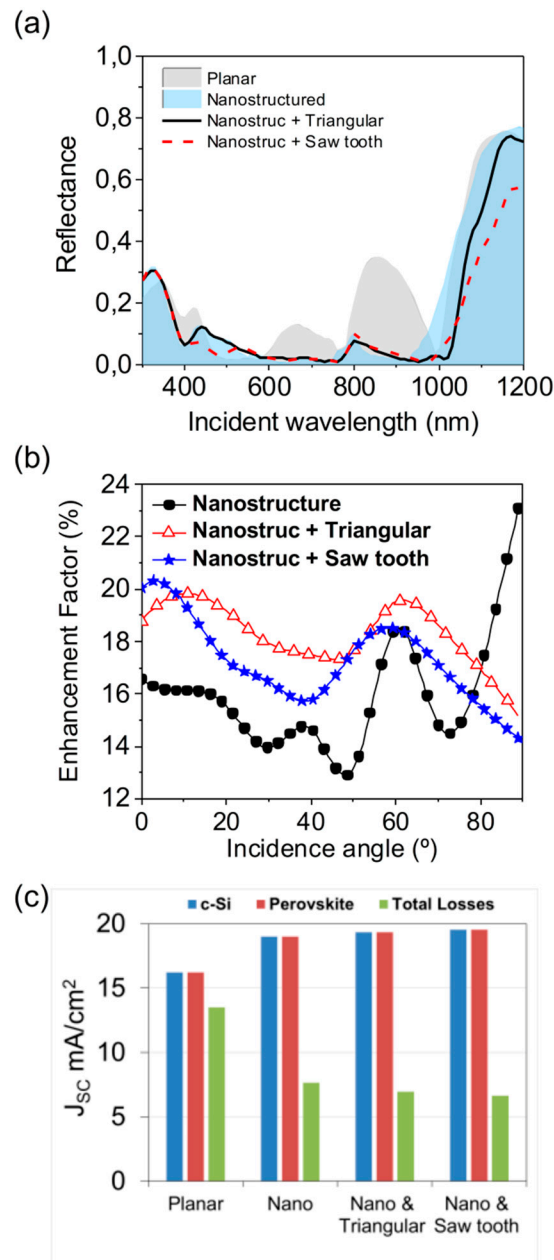 (a)
1,0
0,8
0,6
0,4
0,2
0,0
Reflectance
Planar
Nanostructured
Nanostruc + Triangular
Nanostruc + Saw tooth
400 600 800 1000 1200
Incident wavelength (nm)
(b)
24
22
20
18
16
14
12
Enhancement Factor (%)
Nanostructure
Nanostruc + Triangular
Nanostruc + Saw tooth
0 20 40 60 80
Incidence angle (º)
(c)
c-Si Perovskite Total Losses
20
15
10
5
0
JSC mA/cm2
Planar Nano Nano & Nano &
Triangular Saw tooth